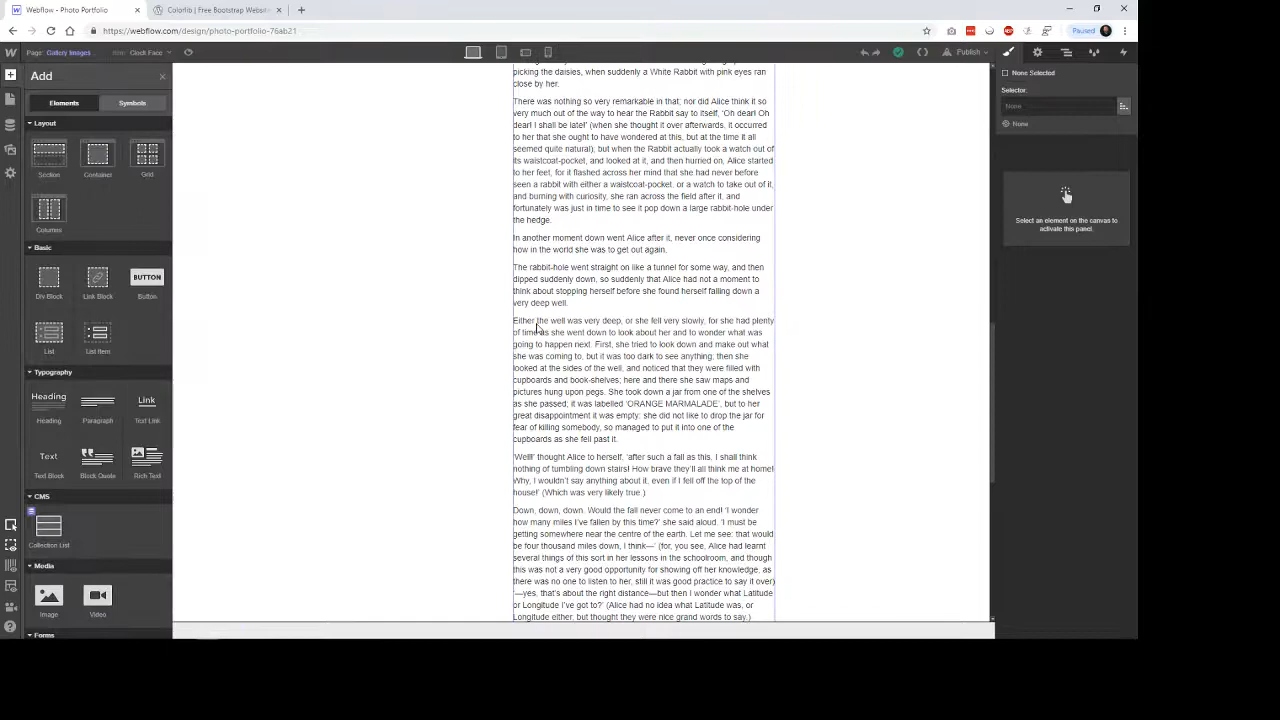 Webflow - Photo Portfolio
Colorlib | Free Bootstrap Websit
https://webflow.com/design/photo-portfolio-76ab21
Paused
Page: Gallery Images
Item: Clock Face
Publish
Add
Elements
Symbols
Layout
Section
Container
Grid
Columns
Basic
BUTTON
Div Block
Link Block
Button
List
List Item
Typography
Heading
Link
Heading
Paragraph
Text Link
Text
Text Block
Block Quote
Rich Text
CMS
Collection List
Media
Image
Video
Forms
picking the daisies, when suddenly a White Rabbit with pink eyes ran
close by her.
There was nothing so very remarkable in that; nor did Alice think it so
very much out of the way to hear the Rabbit say to itself, 'Oh dear! Oh
dear! I shall be late!' (when she thought it over afterwards, it occurred
to her that she ought to have wondered at this, but at the time it all
seemed quite natural); but when the Rabbit actually took a watch out of
its waistcoat-pocket, and looked at it, and then hurried on, Alice started
to her feet, for it flashed across her mind that she had never before
seen a rabbit with either a waistcoat-pocket, or a watch to take out of it,
and burning with curiosity, she ran across the field after it, and
fortunately was just in time to see it pop down a large rabbit-hole under
the hedge.
In another moment down went Alice after it, never once considering
how in the world she was to get out again.
The rabbit-hole went straight on like a tunnel for some way, and then
dipped suddenly down, so suddenly that Alice had not a moment to
think about stopping herself before she found herself falling down a
very deep well.
Either the well was very deep, or she fell very slowly, for she had plenty
of time as she went down to look about her and to wonder what was
going to happen next. First, she tried to look down and make out what
she was coming to, but it was too dark to see anything; then she
looked at the sides of the well, and noticed that they were filled with
cupboards and book-shelves; here and there she saw maps and
pictures hung upon pegs. She took down a jar from one of the shelves
as she passed; it was labelled 'ORANGE MARMALADE', but to her
great disappointment it was empty: she did not like to drop the jar for
fear of killing somebody, so managed to put it into one of the
cupboards as she fell past it.
'Well!' thought Alice to herself, 'after such a fall as this, I shall think
nothing of tumbling down stairs! How brave they'll all think me at home!
Why, I wouldn't say anything about it, even if I fell off the top of the
house!' (Which was very likely true.)
Down, down, down. Would the fall never come to an end! 'I wonder
how many miles I've fallen by this time?' she said aloud. 'I must be
getting somewhere near the centre of the earth. Let me see: that would
be four thousand miles down, I think—' (for, you see, Alice had learnt
several things of this sort in her lessons in the schoolroom, and though
this was not a very good opportunity for showing off her knowledge, as
there was no one to listen to her, still it was good practice to say it over)
'—yes, that's about the right distance—but then I wonder what Latitude
or Longitude I've got to?' (Alice had no idea what Latitude was, or
Longitude either, but thought they were nice grand words to say.)
None Selected
Selector:
None
None
Select an element on the canvas to
activate this panel.